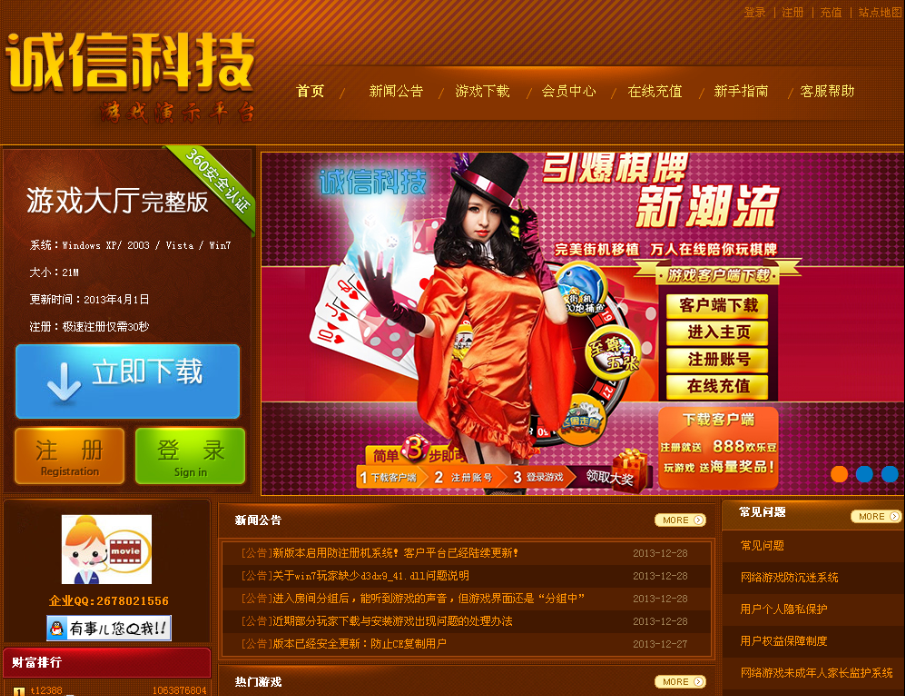 登录 | 注册 | 充值 | 站点地图
诚信科技
游戏演示平台
首页 / 新闻公告 / 游戏下载 / 会员中心 / 在线充值 / 新手指南 / 客服帮助
360安全认证
游戏大厅完整版
系统：Windows XP/ 2003 / Vista / Win7
大小：21M
更新时间：2013年4月1日
注册：极速注册仅需30秒
立即下载
注 册
Registration
登 录
Sign in
诚信科技
引爆棋牌
新潮流
完美街机移植 万人在线陪你玩棋牌
游戏客户端下载
客户端下载
进入主页
注册账号
在线充值
街机
至尊
五张
下载客户端
注册就送 888欢乐豆
玩游戏 送海量奖品!
简单3步即可
1 下载客户端 2 注册账号 3 登录游戏 领取大奖
movie
企业QQ:2678021556
有事儿您Q我!!
财富排行
1 t12388 1063876804
新闻公告
MORE
[公告]新版本启用防注册机系统! 客户平台已经陆续更新! 2013-12-28
[公告]关于win7玩家缺少d3dx9_41.dll问题说明 2013-12-28
[公告]进入房间分组后，能听到游戏的声音，但游戏界面还是“分组中” 2013-12-28
[公告]近期部分玩家下载与安装游戏出现问题的处理办法 2013-12-28
[公告]版本已经安全更新：防止CE复制用户 2013-12-27
热门游戏
MORE
常见问题
MORE
常见问题
网络游戏防沉迷系统
用户个人隐私保护
用户权益保障制度
网络游戏未成年人家长监护系统